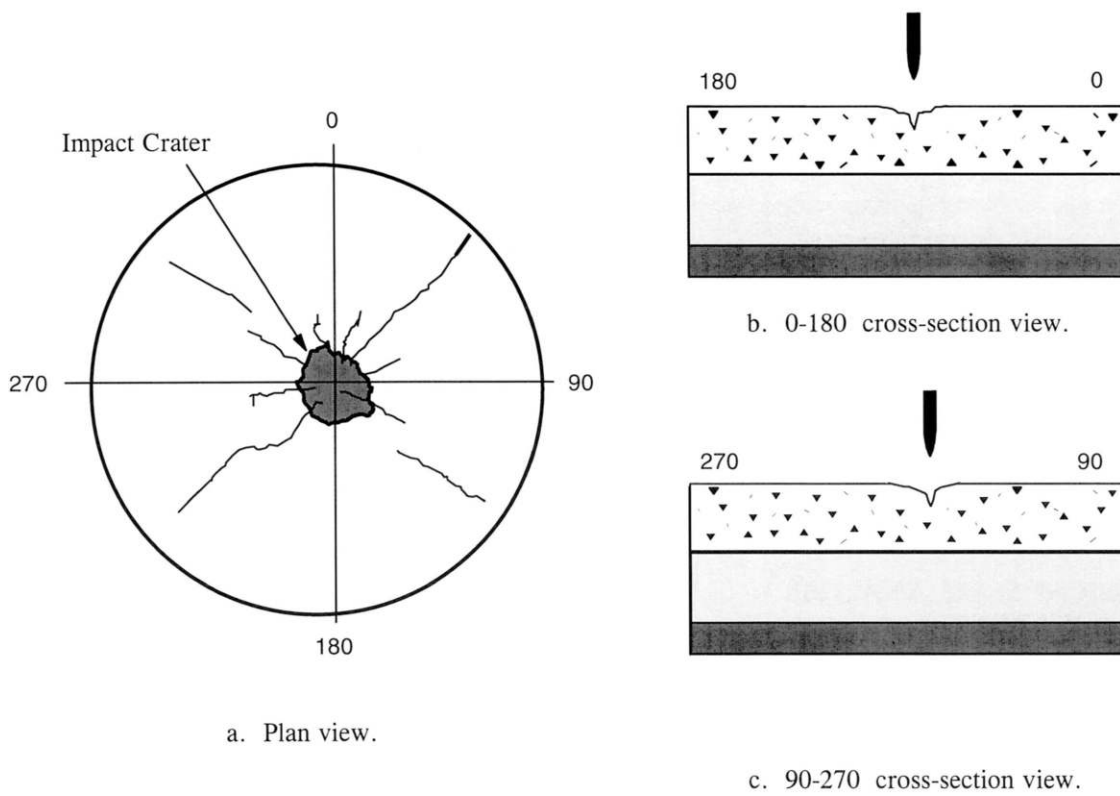 0
Impact Crater
270
90
180
a. Plan view.
180
0
b. 0-180 cross-section view.
270
90
c. 90-270 cross-section view.